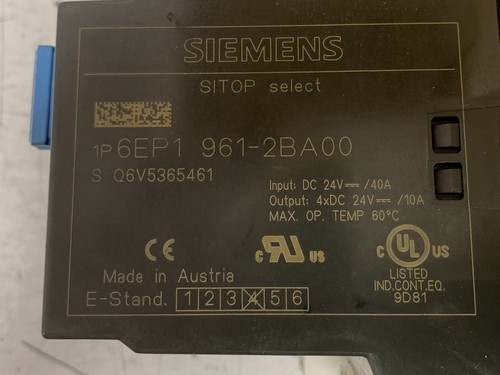 SIEMENS
SITOP select
1P 6EP1 961-2BA00
S Q6V5365461
Input: DC 24V⎓/40A
Output: 4xDC 24V⎓/10A
MAX. OP. TEMP 60°C
CE
c RU US
c UL US
LISTED
IND.CONT.EQ.
9D81
Made in Austria
E-Stand. 1 2 3 4 5 6